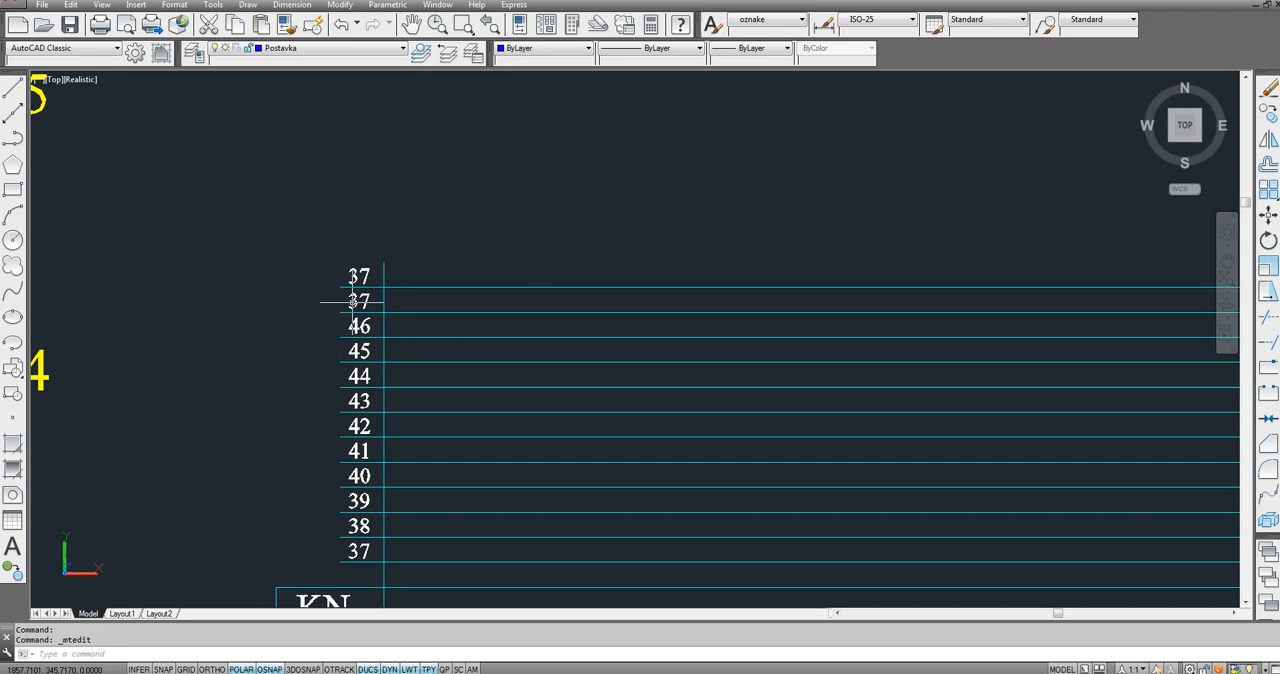 File Edit View Insert Format Tools Draw Dimension Modify Parametric Window Help Express
oznake ISO-25 Standard Standard
AutoCAD Classic Postavka ByLayer ByLayer ByLayer ByColor
[Top][Realistic]
5
N
W TOP E
S
WCS
37
37
46
45
4
44
43
42
41
40
39
38
Y
37
X
KN
Model Layout1 Layout2
Command:
Command: _mtedit
Type a command
1857.7101, 345.7170, 0.0000 INFER SNAP GRID ORTHO POLAR OSNAP 3DOSNAP OTRACK DUCS DYN LWT TPY QP SC AM MODEL 1:1